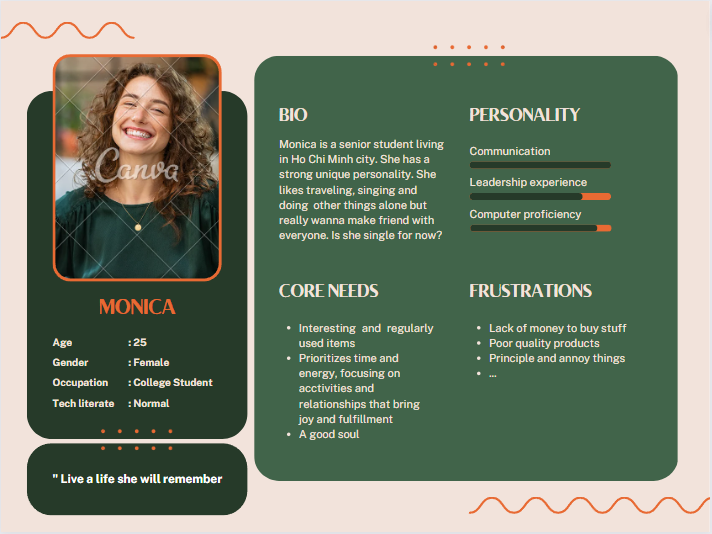 Canva
MONICA
Age : 25
Gender : Female
Occupation : College Student
Tech literate : Normal
" Live a life she will remember
BIO
Monica is a senior student living
in Ho Chi Minh city. She has a
strong unique personality. She
likes traveling, singing and
doing other things alone but
really wanna make friend with
everyone. Is she single for now?
PERSONALITY
Communication
Leadership experience
Computer proficiency
CORE NEEDS
• Interesting and regularly
used items
• Prioritizes time and
energy, focusing on
acctivities and
relationships that bring
joy and fulfillment
• A good soul
FRUSTRATIONS
• Lack of money to buy stuff
• Poor quality products
• Principle and annoy things
• ...